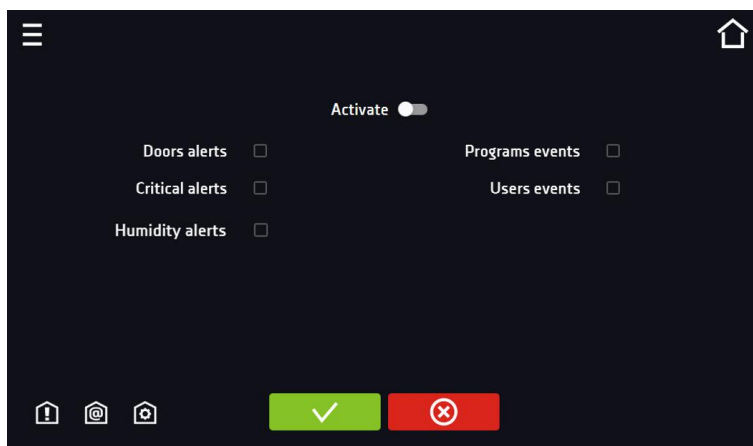 Activate
Doors alerts
Programs events
Critical alerts
Users events
Humidity alerts